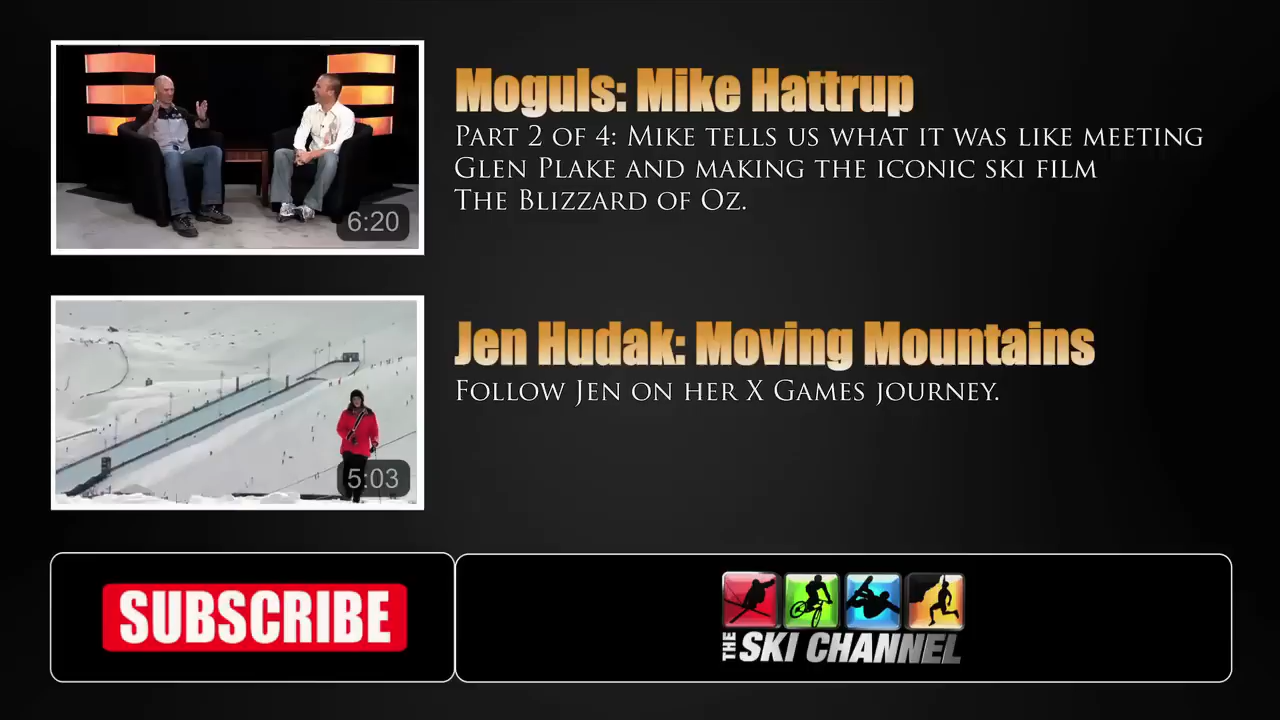 Moguls: Mike Hattrup
Part 2 of 4: Mike tells us what it was like meeting
Glen Plake and making the iconic ski film
The Blizzard of Oz.
6:20
Jen Hudak: Moving Mountains
Follow Jen on her X Games journey.
5:03
SUBSCRIBE
THE SKI CHANNEL